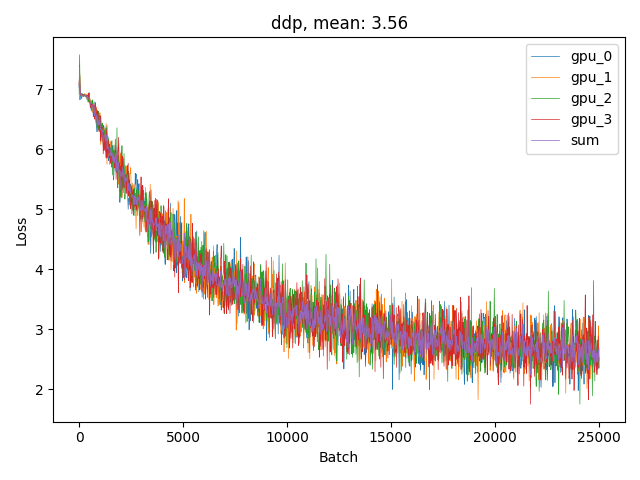 ddp, mean: 3.56
gpu_0
gpu_1
gpu_2
gpu_3
sum
Loss
7
6
5
4
3
2
0 5000 10000 15000 20000 25000
Batch